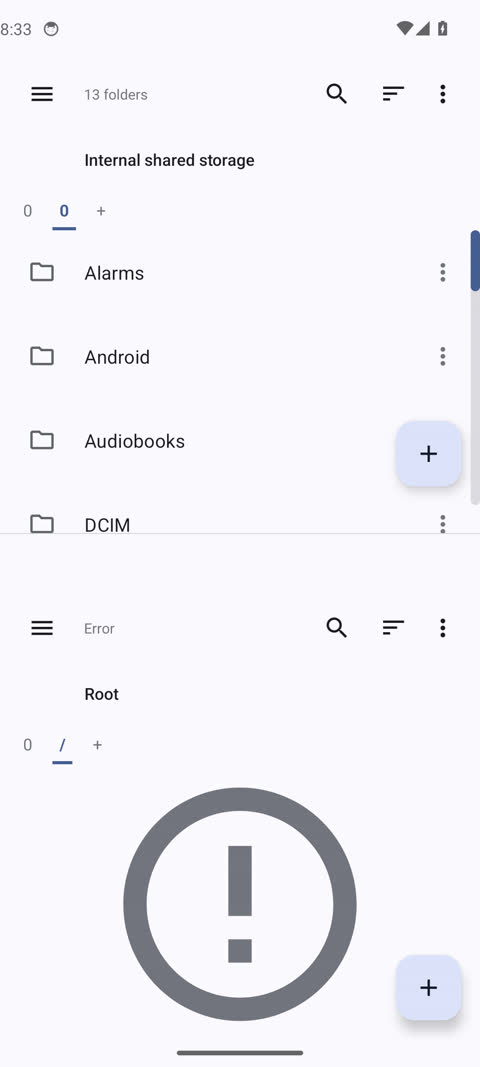 8:33
13 folders
Internal shared storage
0 0 +
Alarms
Android
Audiobooks
DCIM
Error
Root
0 / +